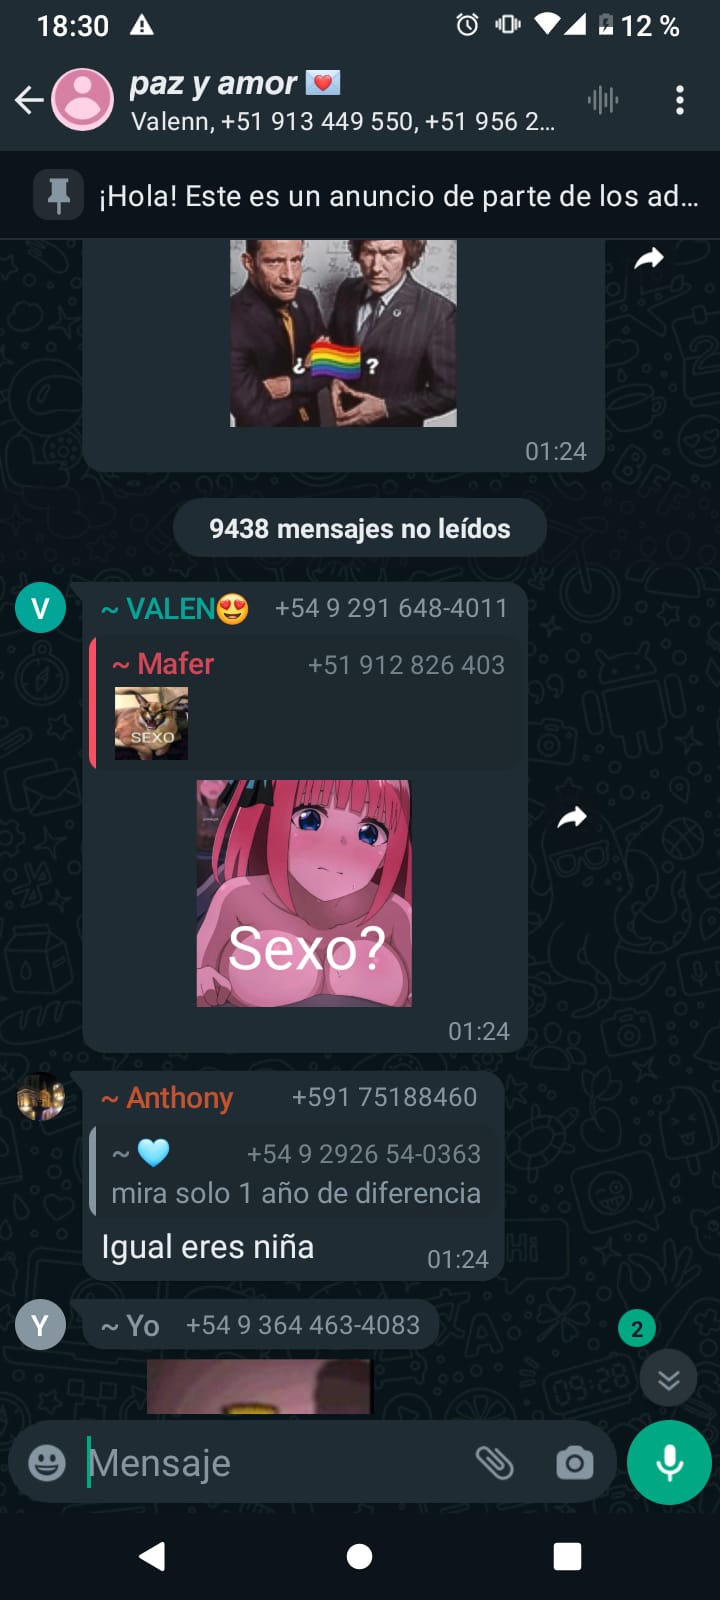 18:30
12 %
paz y amor 💌
Valenn, +51 913 449 550, +51 956 2...
¡Hola! Este es un anuncio de parte de los ad...
¿🏳️‍🌈?
01:24
9438 mensajes no leídos
V
~ VALEN😍 +54 9 291 648-4011
~ Mafer +51 912 826 403
SEXO
Sexo?
01:24
~ Anthony +591 75188460
~ 🩵 +54 9 2926 54-0363
mira solo 1 año de diferencia
Igual eres niña
01:24
Y
~ Yo +54 9 364 463-4083
2
Mensaje